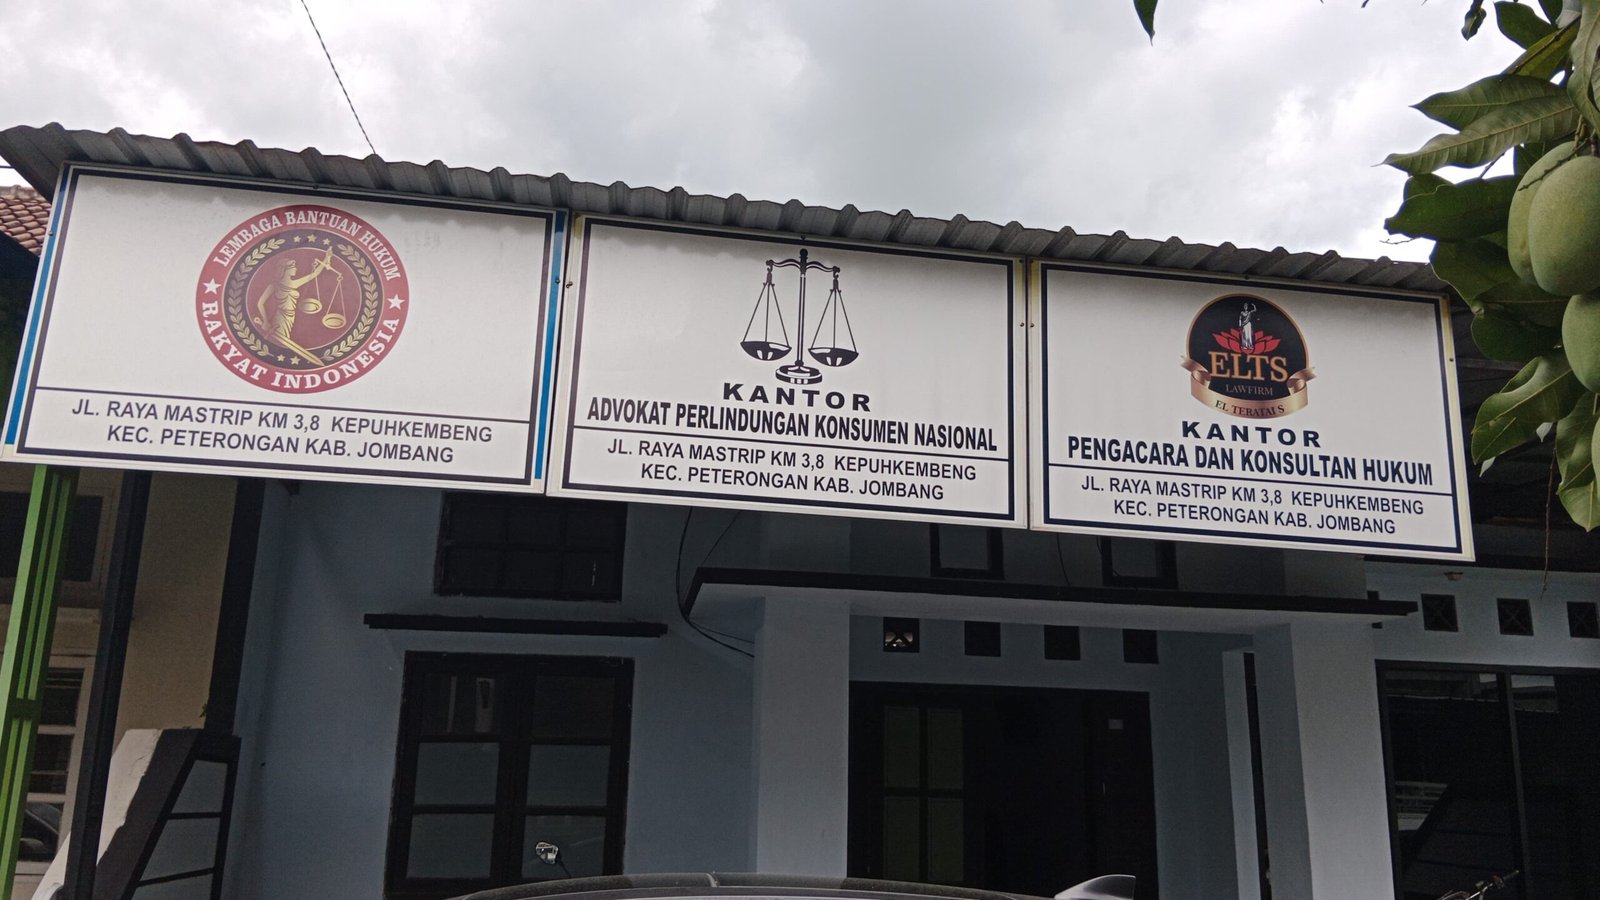 LEMBAGA BANTUAN HUKUM
RAKYAT INDONESIA
JL. RAYA MASTRIP KM 3,8 KEPUHKEMBENG
KEC. PETERONGAN KAB. JOMBANG
KANTOR
ADVOKAT PERLINDUNGAN KONSUMEN NASIONAL
JL. RAYA MASTRIP KM 3,8 KEPUHKEMBENG
KEC. PETERONGAN KAB. JOMBANG
ELTS
LAWFIRM
EL TERATAI S
KANTOR
PENGACARA DAN KONSULTAN HUKUM
JL. RAYA MASTRIP KM 3,8 KEPUHKEMBENG
KEC. PETERONGAN KAB. JOMBANG